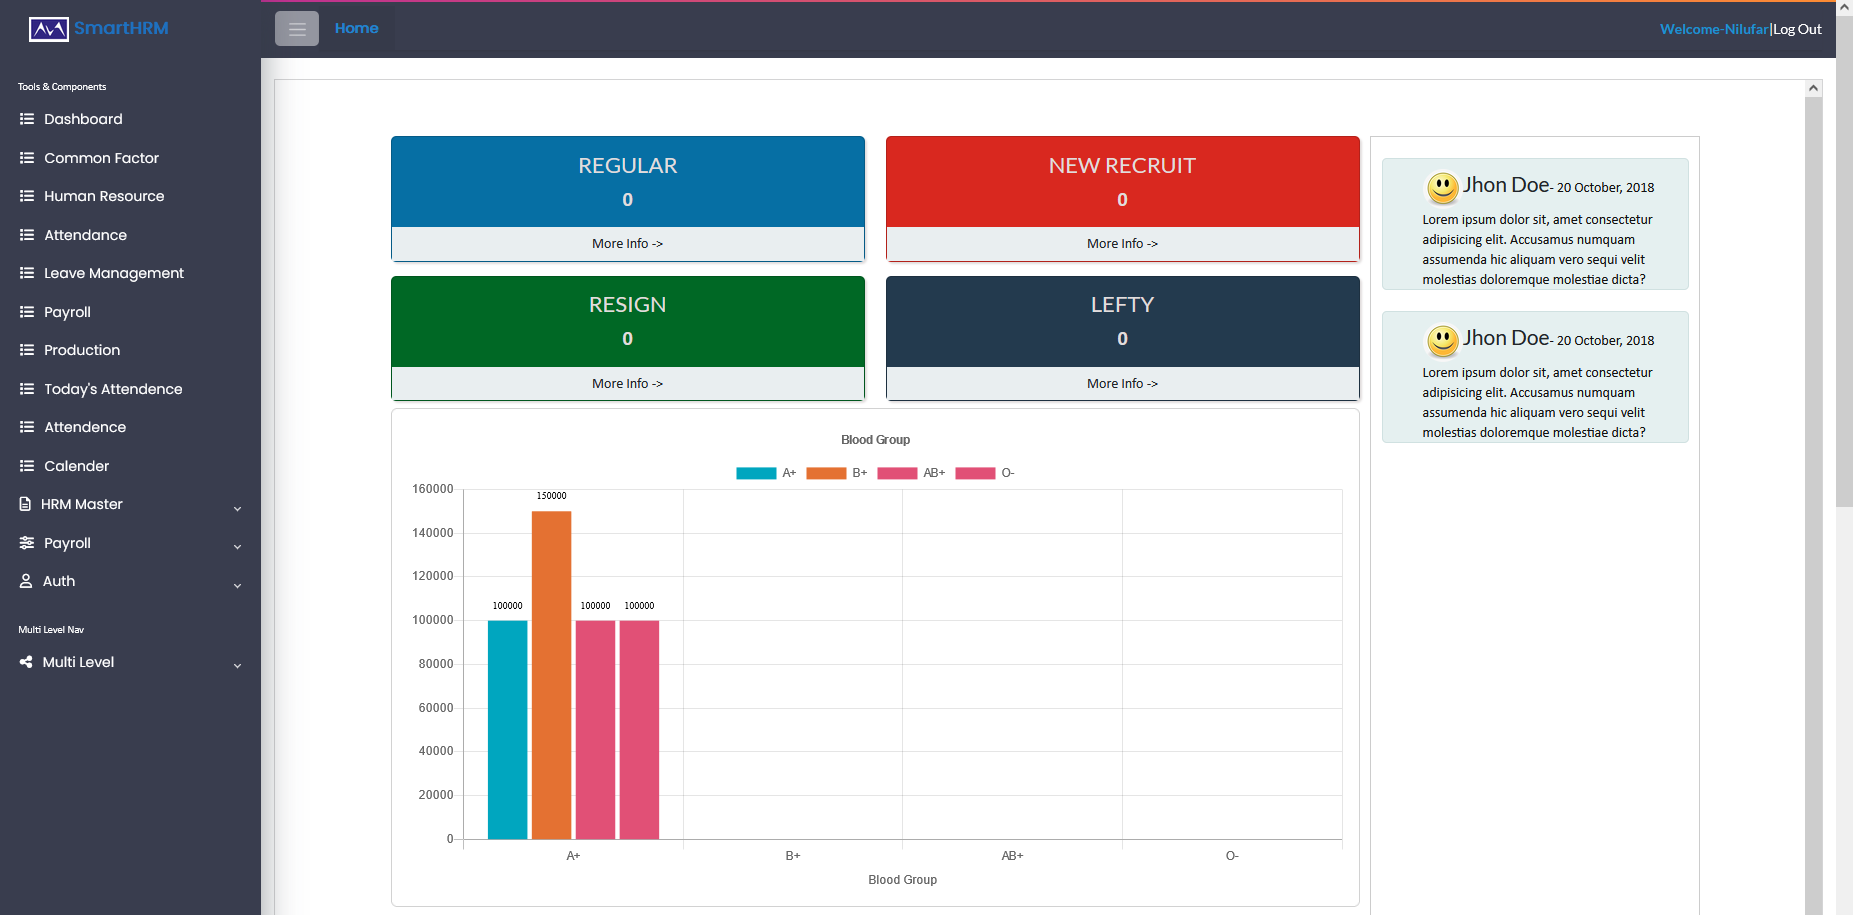 SmartHRM
Home
Welcome-Nilufar|Log Out
Tools & Components
Dashboard
Common Factor
Human Resource
Attendance
Leave Management
Payroll
Production
Today's Attendence
Attendence
Calender
HRM Master
Payroll
Auth
Multi Level Nav
Multi Level
REGULAR
0
More Info ->
NEW RECRUIT
0
More Info ->
RESIGN
0
More Info ->
LEFTY
0
More Info ->
Blood Group
A+ B+ AB+ O-
160000
140000
120000
100000
80000
60000
40000
20000
0
100000
150000
100000
100000
A+ B+ AB+ O-
Blood Group
Jhon Doe- 20 October, 2018
Lorem ipsum dolor sit, amet consectetur
adipisicing elit. Accusamus numquam
assumenda hic aliquam vero sequi velit
molestias doloremque molestiae dicta?
Jhon Doe- 20 October, 2018
Lorem ipsum dolor sit, amet consectetur
adipisicing elit. Accusamus numquam
assumenda hic aliquam vero sequi velit
molestias doloremque molestiae dicta?